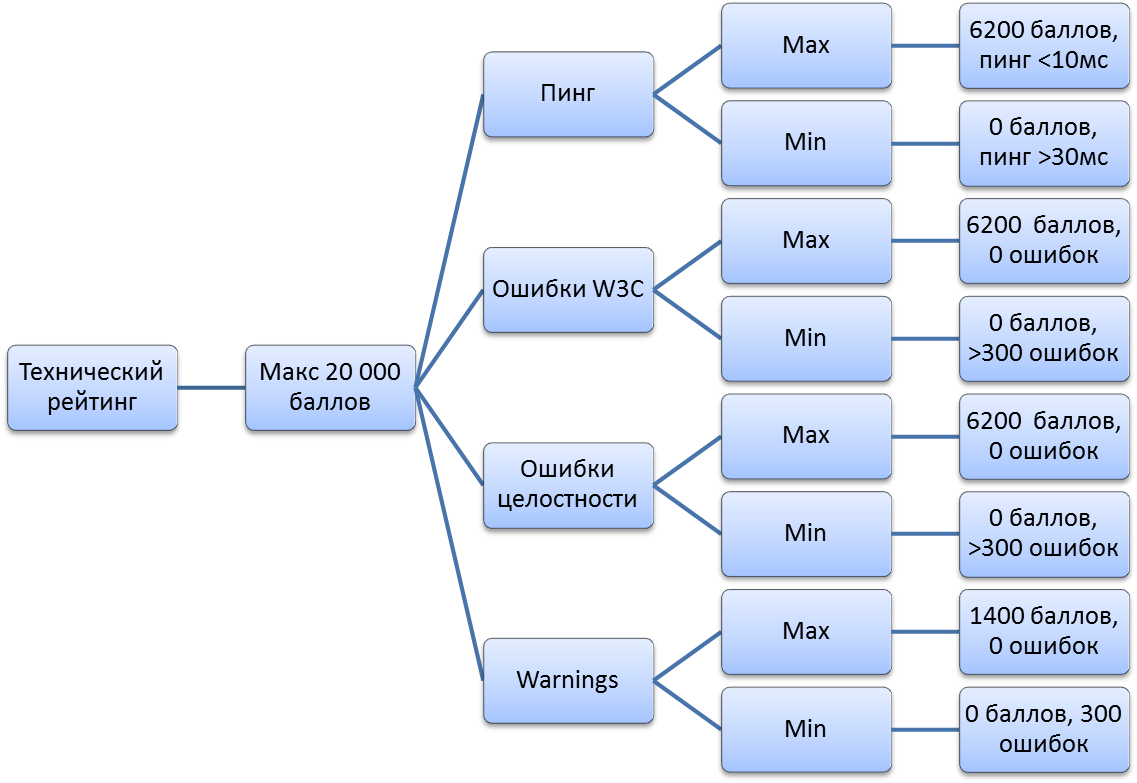 Технический
рейтинг
Макс 20 000
баллов
Пинг
Max
6200 баллов,
пинг <10мс
Min
0 баллов,
пинг >30мс
Ошибки W3C
Max
6200  баллов,
0 ошибок
Min
0 баллов,
>300 ошибок
Ошибки
целостности
Max
6200  баллов,
0 ошибок
Min
0 баллов,
>300 ошибок
Warnings
Max
1400 баллов,
0 ошибок
Min
0 баллов, 300
ошибок